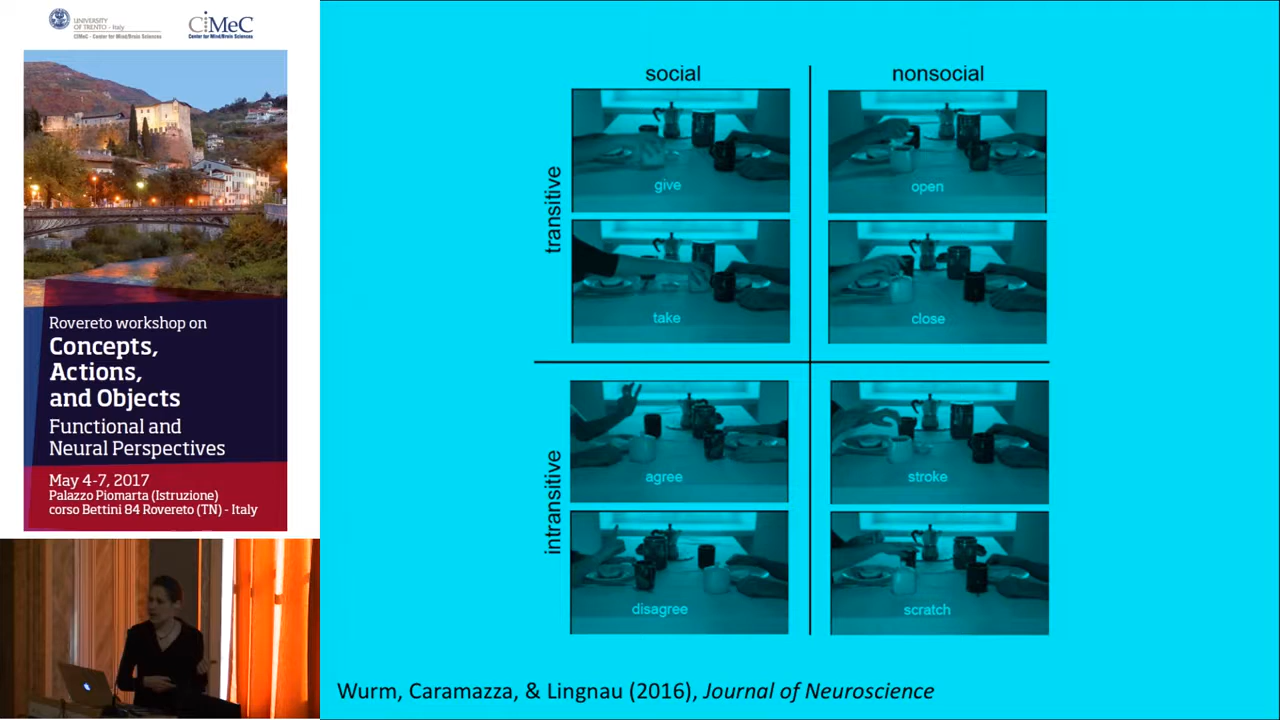 UNIVERSITY
OF TRENTO - Italy
CIMeC - Center for Mind/Brain Sciences
CiMeC
Center for Mind/Brain Sciences
Rovereto workshop on
Concepts,
Actions,
and Objects
Functional and
Neural Perspectives
May 4-7, 2017
Palazzo Piomarta (Istruzione)
corso Bettini 84 Rovereto (TN) - Italy
social
nonsocial
transitive
give
open
take
close
intransitive
agree
stroke
disagree
scratch
Wurm, Caramazza, & Lingnau (2016), Journal of Neuroscience